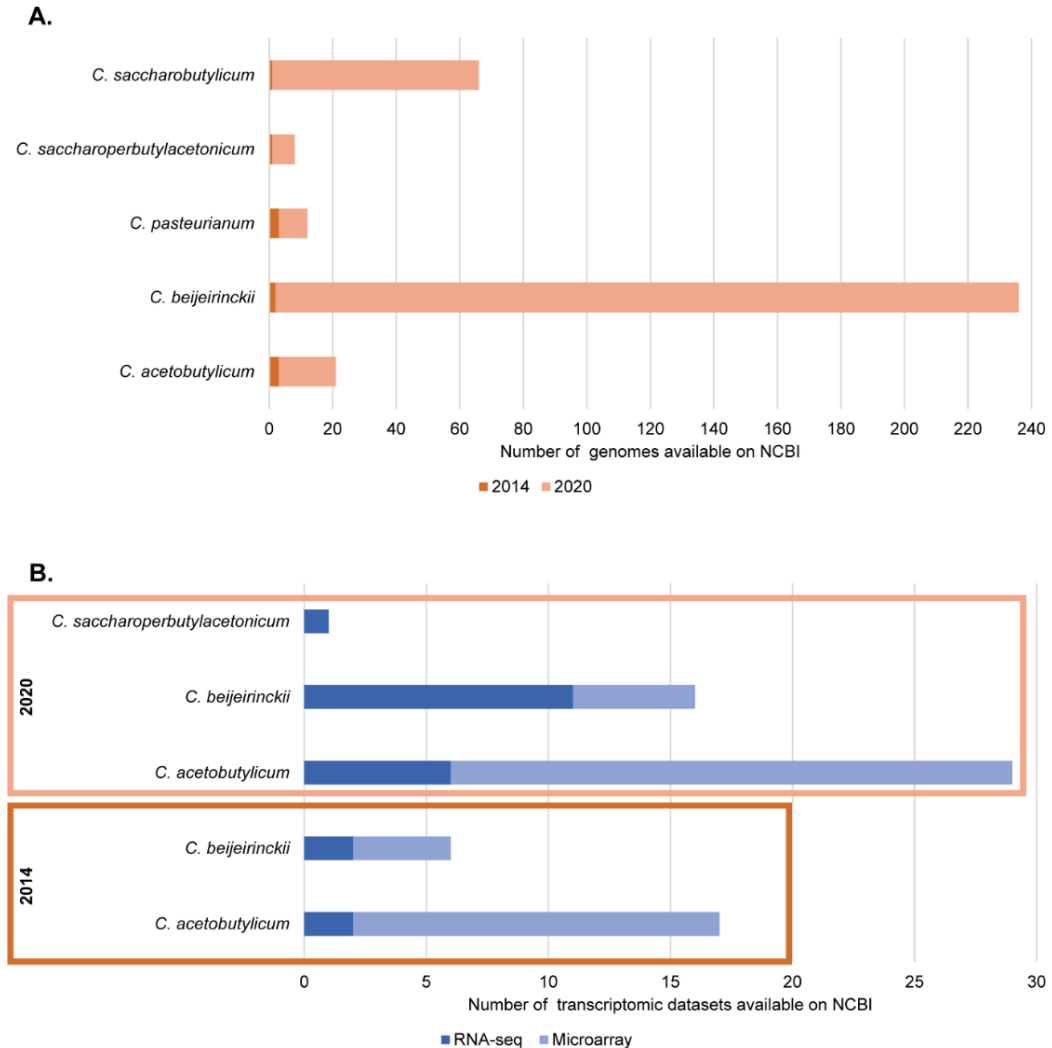 A.
C. saccharobutylicum
C. saccharoperbutylacetonicum
C. pasteurianum
C. beijeirinckii
C. acetobutylicum
0 20 40 60 80 100 120 140 160 180 200 220 240
Number of genomes available on NCBI
2014 2020
B.
2020
C. saccharoperbutylacetonicum
C. beijeirinckii
C. acetobutylicum
2014
C. beijeirinckii
C. acetobutylicum
0 5 10 15 20 25 30
Number of transcriptomic datasets available on NCBI
RNA-seq Microarray